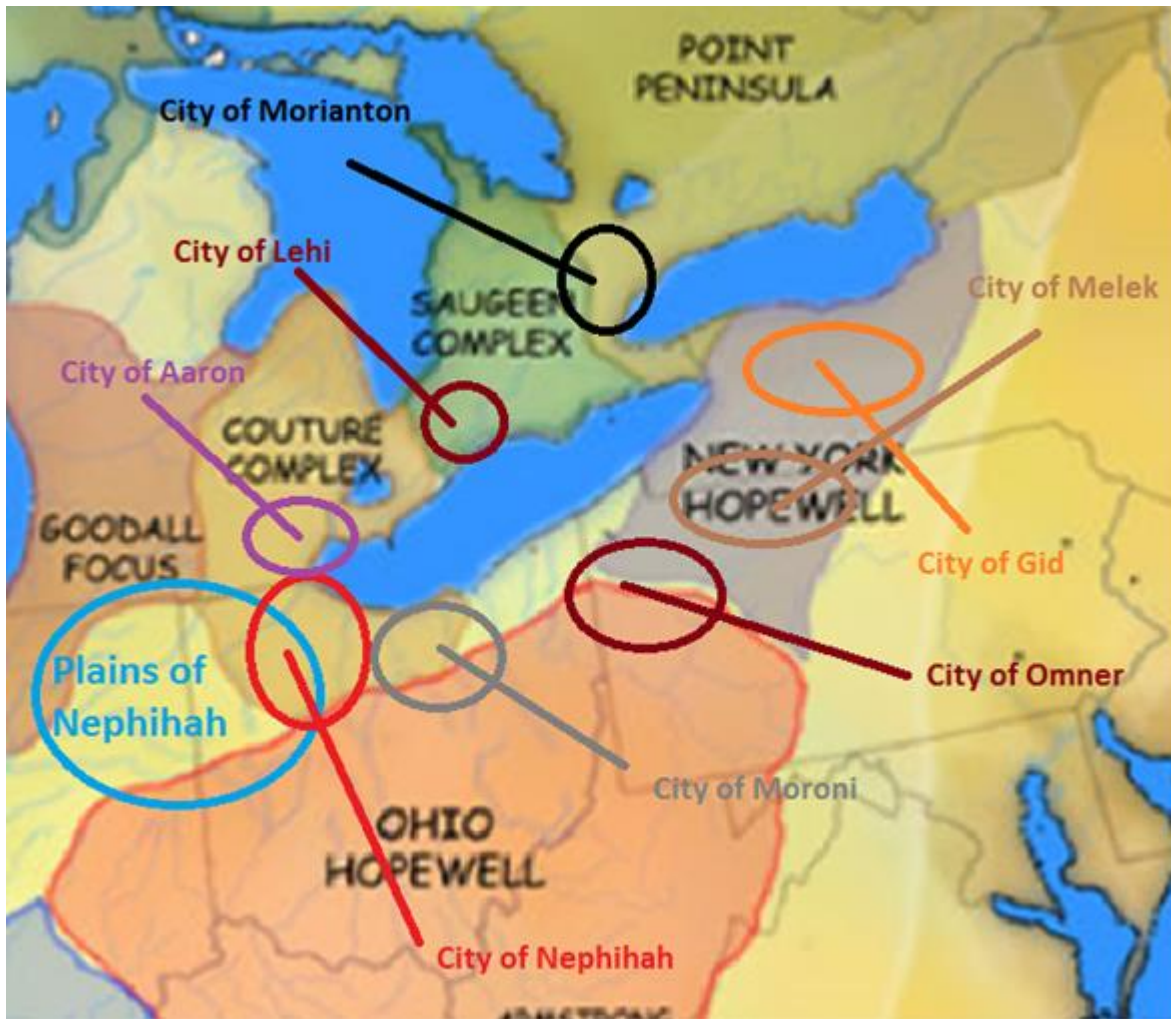 POINT
PENINSULA
City of Morianton
City of Lehi
City of Melek
SAUGEEN
COMPLEX
City of Aaron
COUTURE
COMPLEX
NEW YORK
HOPEWELL
GOODALL
FOCUS
City of Gid
Plains of
Nephihah
City of Omner
City of Moroni
OHIO
HOPEWELL
City of Nephihah
ARMSTRONG